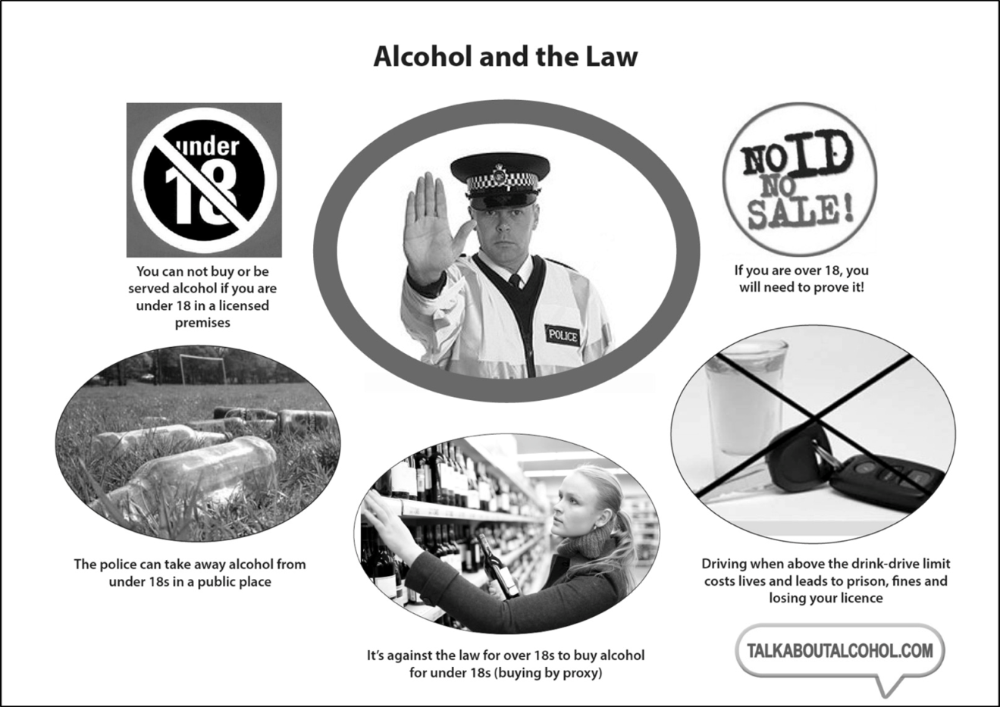 Alcohol and the Law
under
18
You can not buy or be
served alcohol if you are
under 18 in a licensed
premises
POLICE
NO ID
NO
SALE!
If you are over 18, you
will need to prove it!
The police can take away alcohol from
under 18s in a public place
It's against the law for over 18s to buy alcohol
for under 18s (buying by proxy)
Driving when above the drink-drive limit
costs lives and leads to prison, fines and
losing your licence
TALKABOUTALCOHOL.COM